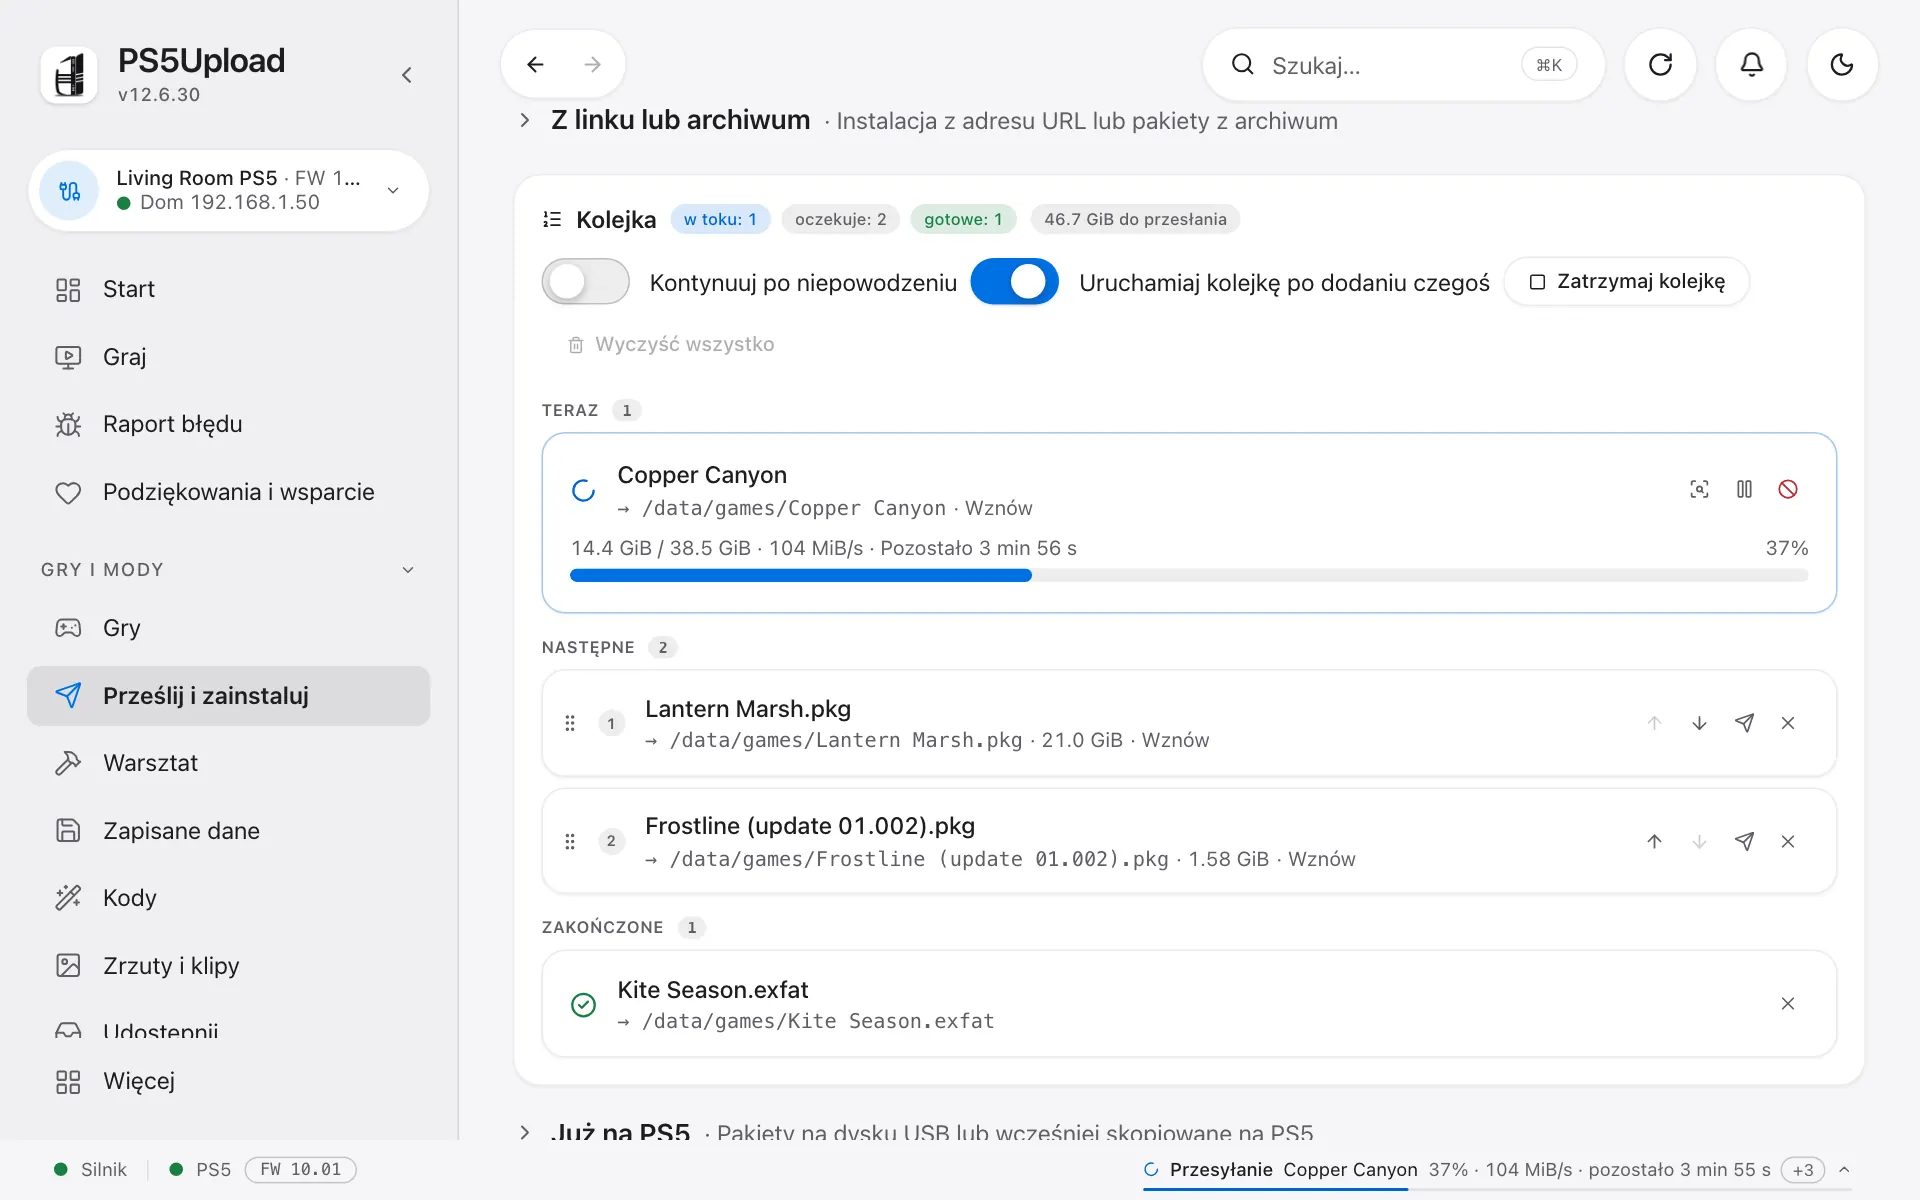 PS5Upload
v12.6.30
Living Room PS5 · FW 1...
Dom 192.168.1.50
Start
Graj
Raport błędu
Podziękowania i wsparcie
GRY I MODY
Gry
Prześlij i zainstaluj
Warsztat
Zapisane dane
Kody
Zrzuty i klipy
Udostępnij
Więcej
Szukaj...
⌘K
Z linku lub archiwum · Instalacja z adresu URL lub pakiety z archiwum
Kolejka w toku: 1 oczekuje: 2 gotowe: 1 46.7 GiB do przesłania
Kontynuuj po niepowodzeniu Uruchamiaj kolejkę po dodaniu czegoś Zatrzymaj kolejkę
Wyczyść wszystko
TERAZ 1
Copper Canyon
→ /data/games/Copper Canyon · Wznów
14.4 GiB / 38.5 GiB · 104 MiB/s · Pozostało 3 min 56 s 37%
NASTĘPNE 2
1 Lantern Marsh.pkg
→ /data/games/Lantern Marsh.pkg · 21.0 GiB · Wznów
2 Frostline (update 01.002).pkg
→ /data/games/Frostline (update 01.002).pkg · 1.58 GiB · Wznów
ZAKOŃCZONE 1
Kite Season.exfat
→ /data/games/Kite Season.exfat
Już na PS5 · Pakiety na dysku USB lub wcześniej skopiowane na PS5
Silnik PS5 FW 10.01
Przesyłanie Copper Canyon 37% · 104 MiB/s · pozostało 3 min 55 s +3